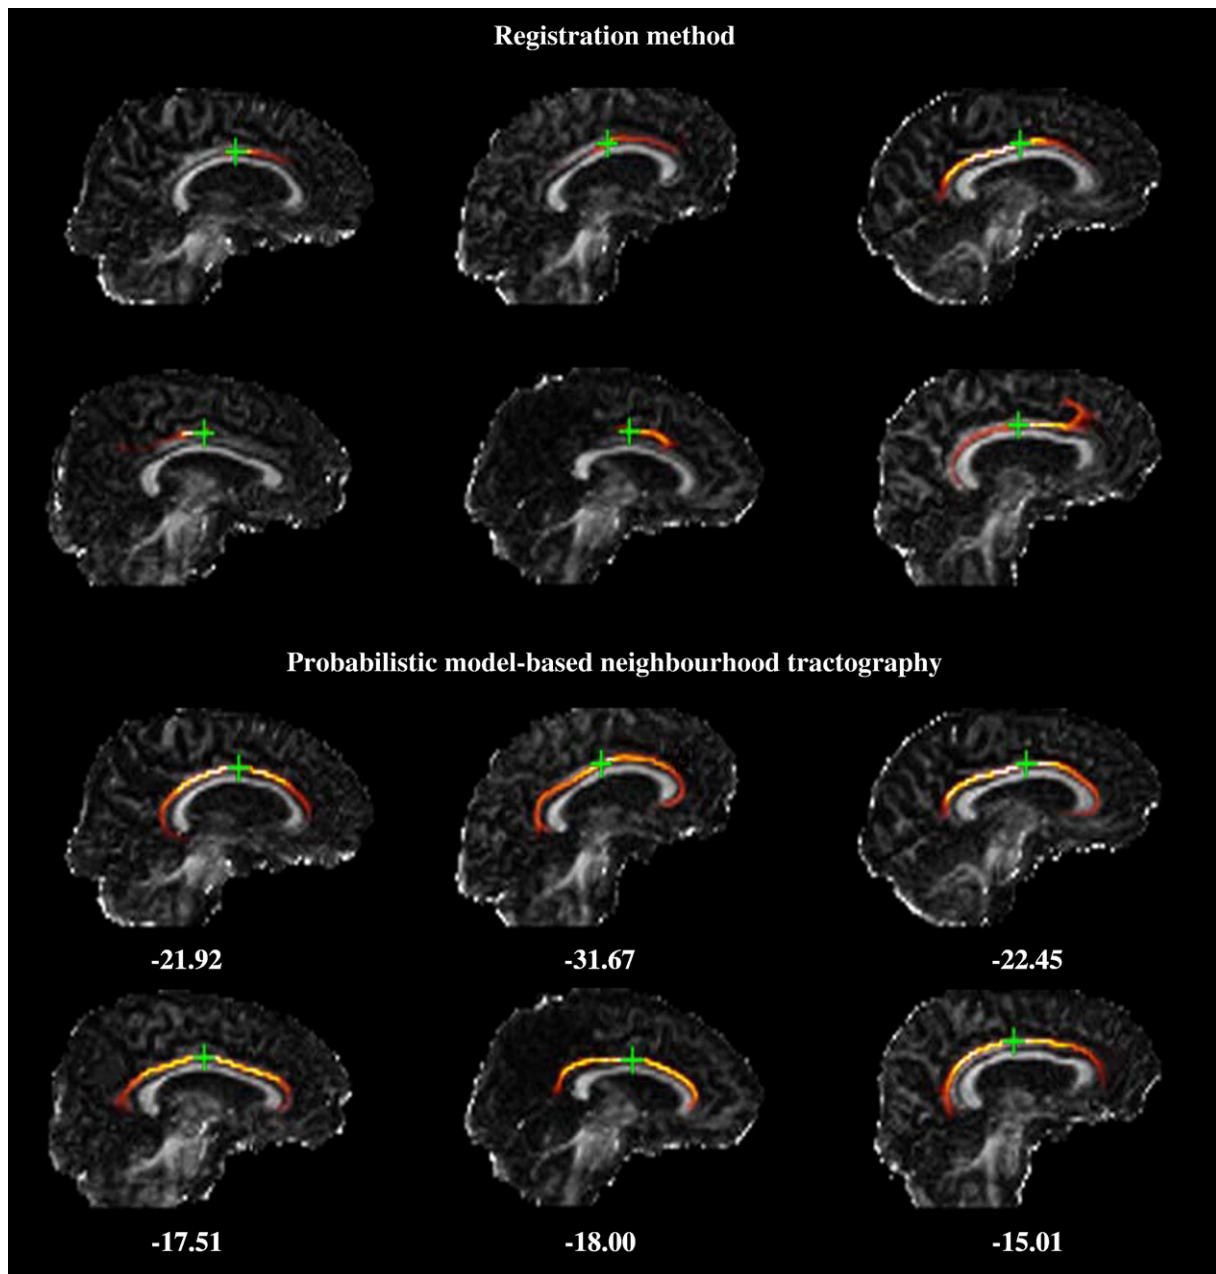 Registration method
Probabilistic model-based neighbourhood tractography
-21.92 -31.67 -22.45
-17.51 -18.00 -15.01